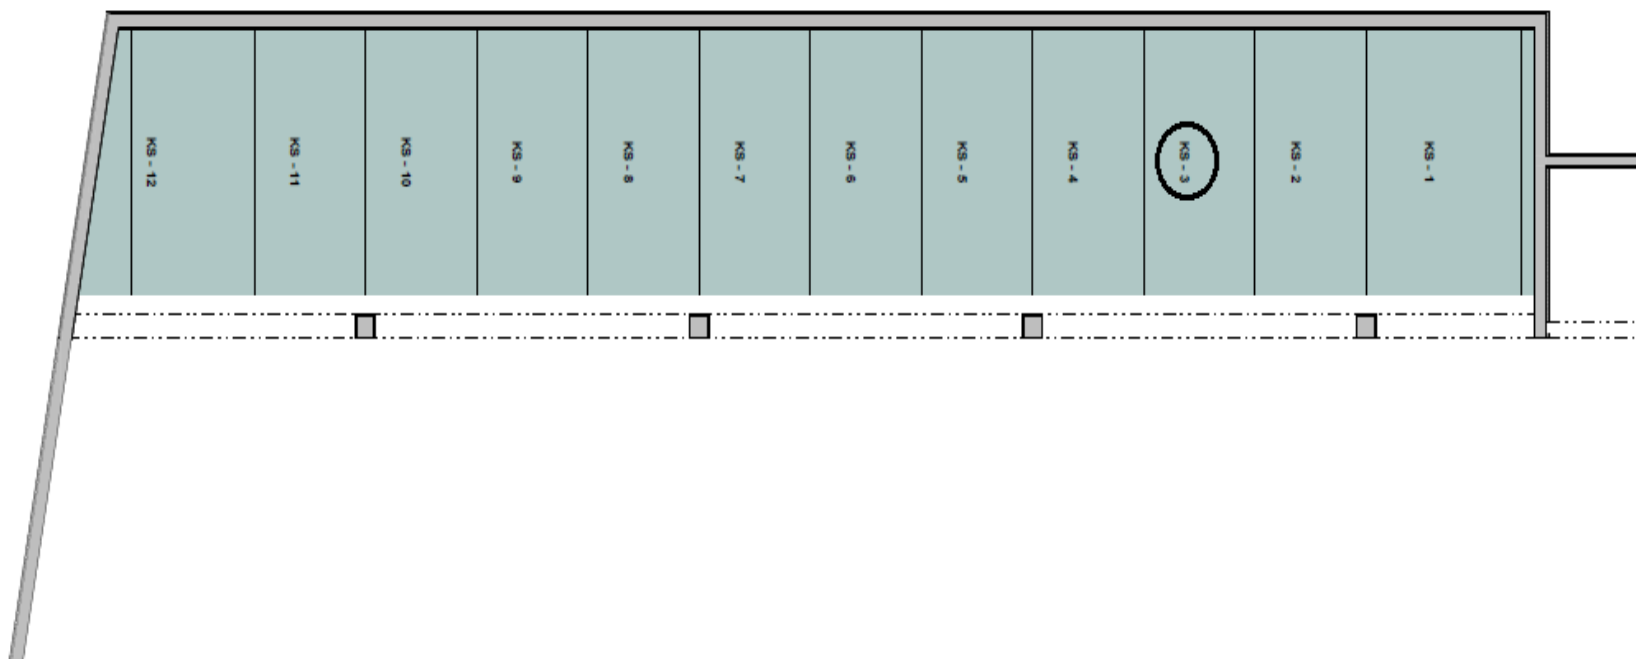 KS - 12
KS - 11
KS - 10
KS - 9
KS - 8
KS - 7
KS - 6
KS - 5
KS - 4
KS - 3
KS - 2
KS - 1